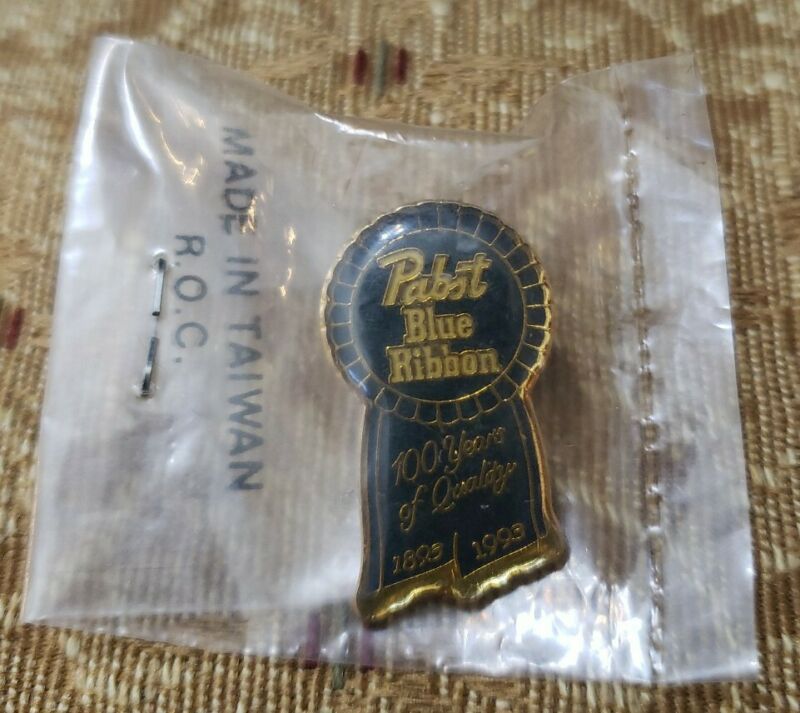 MADE IN TAIWAN
R.O.C.
Pabst
Blue
Ribbon
100 Years
of Quality
1893 1993